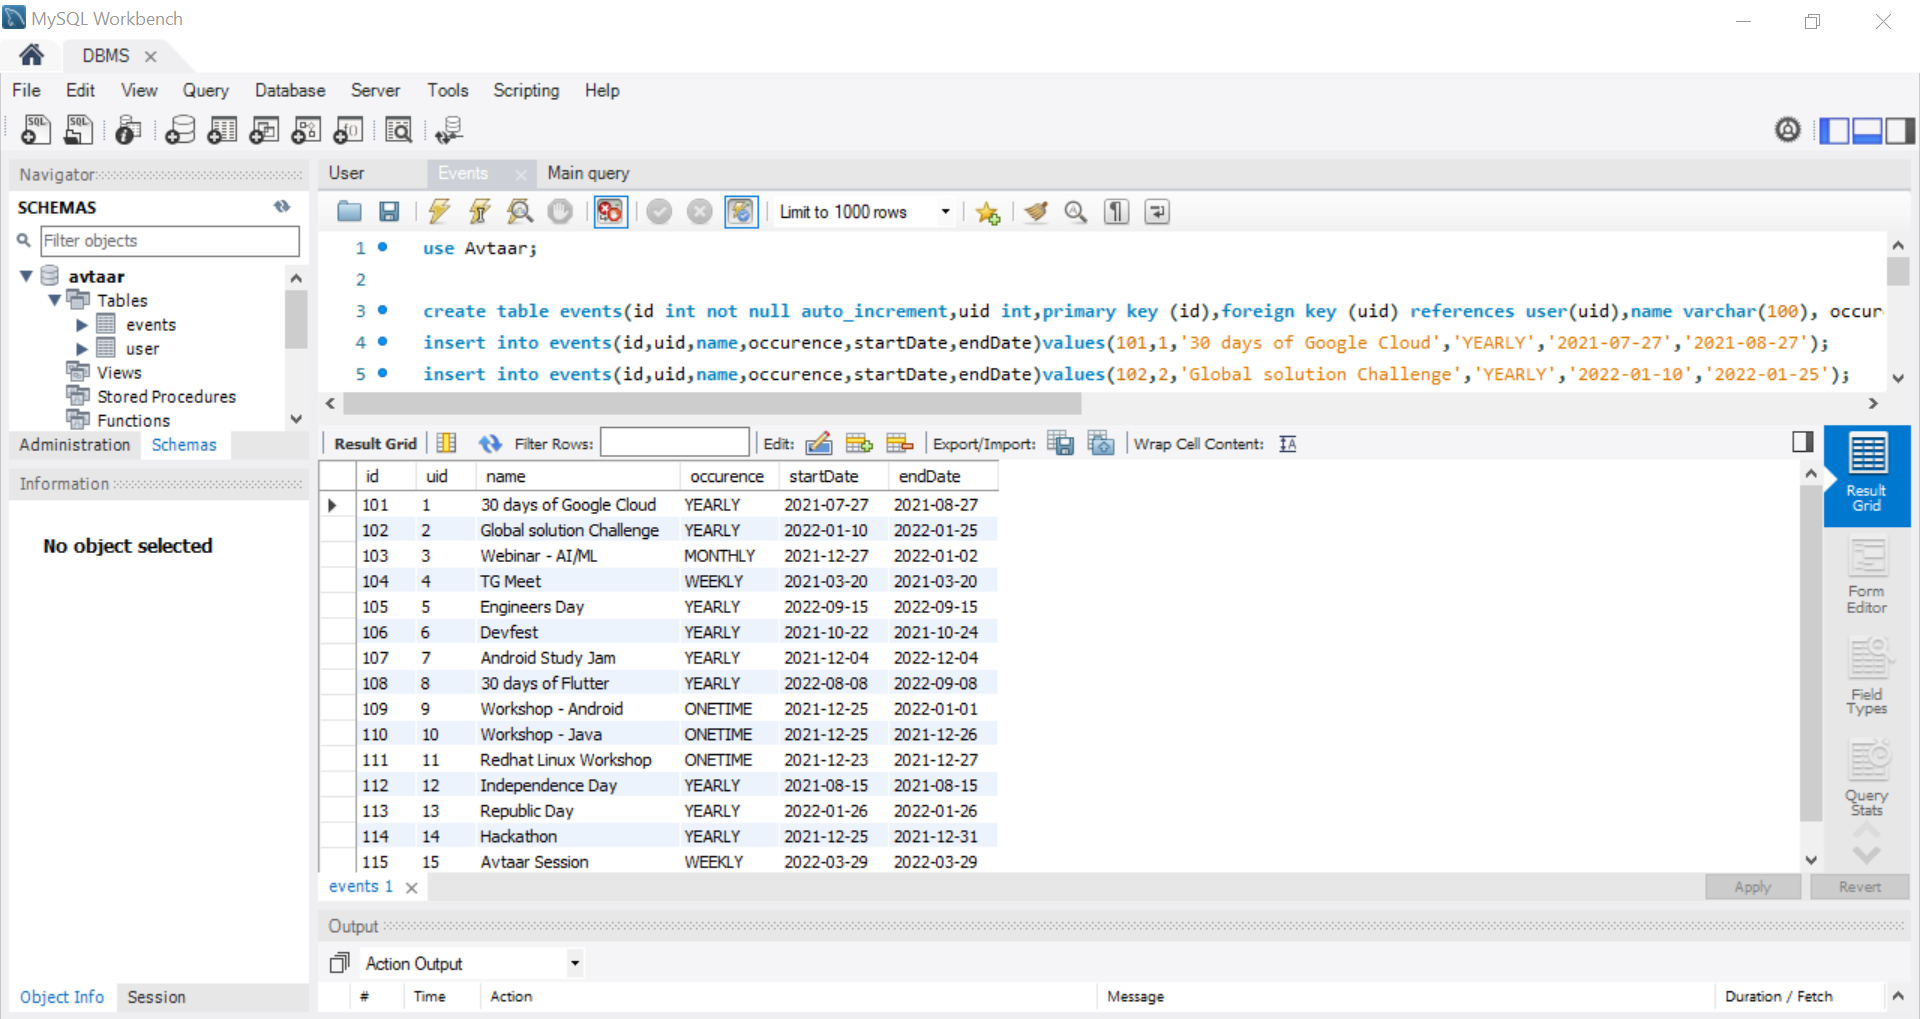 MySQL Workbench
DBMS
File Edit View Query Database Server Tools Scripting Help
Navigator
SCHEMAS
Filter objects
avtaar
Tables
events
user
Views
Stored Procedures
Functions
Administration Schemas
Information
No object selected
Object Info Session
User Events Main query
Limit to 1000 rows
1 use Avtaar;
2
3 create table events(id int not null auto_increment,uid int,primary key (id),foreign key (uid) references user(uid),name varchar(100), occur
4 insert into events(id,uid,name,occurence,startDate,endDate)values(101,1,'30 days of Google Cloud','YEARLY','2021-07-27','2021-08-27');
5 insert into events(id,uid,name,occurence,startDate,endDate)values(102,2,'Global solution Challenge','YEARLY','2022-01-10','2022-01-25');
Result Grid Filter Rows: Edit: Export/Import: Wrap Cell Content:
id uid name occurence startDate endDate
101 1 30 days of Google Cloud YEARLY 2021-07-27 2021-08-27
102 2 Global solution Challenge YEARLY 2022-01-10 2022-01-25
103 3 Webinar - AI/ML MONTHLY 2021-12-27 2022-01-02
104 4 TG Meet WEEKLY 2021-03-20 2021-03-20
105 5 Engineers Day YEARLY 2022-09-15 2022-09-15
106 6 Devfest YEARLY 2021-10-22 2021-10-24
107 7 Android Study Jam YEARLY 2021-12-04 2022-12-04
108 8 30 days of Flutter YEARLY 2022-08-08 2022-09-08
109 9 Workshop - Android ONETIME 2021-12-25 2022-01-01
110 10 Workshop - Java ONETIME 2021-12-25 2021-12-26
111 11 Redhat Linux Workshop ONETIME 2021-12-23 2021-12-27
112 12 Independence Day YEARLY 2021-08-15 2021-08-15
113 13 Republic Day YEARLY 2022-01-26 2022-01-26
114 14 Hackathon YEARLY 2021-12-25 2021-12-31
115 15 Avtaar Session WEEKLY 2022-03-29 2022-03-29
Result
Grid
Form
Editor
Field
Types
Query
Stats
events 1
Apply Revert
Output
Action Output
# Time Action Message Duration / Fetch